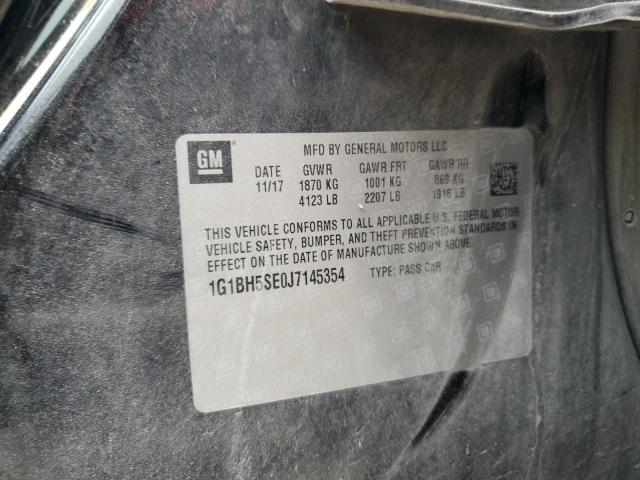 GM
MFD BY GENERAL MOTORS LLC
DATE GVWR GAWR FRT GAWR RR
11/17 1870 KG 1001 KG 869 KG
4123 LB 2207 LB 1916 LB
THIS VEHICLE CONFORMS TO ALL APPLICABLE U.S. FEDERAL MOTOR
VEHICLE SAFETY, BUMPER, AND THEFT PREVENTION STANDARDS IN
EFFECT ON THE DATE OF MANUFACTURE SHOWN ABOVE.
1G1BH5SE0J7145354 TYPE: PASS CAR